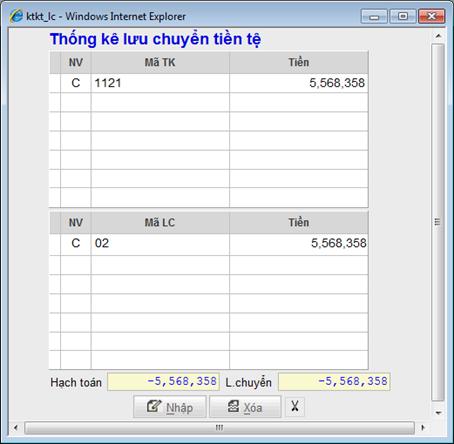 ktkt_lc - Windows Internet Explorer
Thống kê lưu chuyển tiền tệ
NV Mã TK Tiền
C 1121 5,568,358
NV Mã LC Tiền
C 02 5,568,358
Hạch toán -5,568,358 L.chuyển -5,568,358
Nhập Xóa